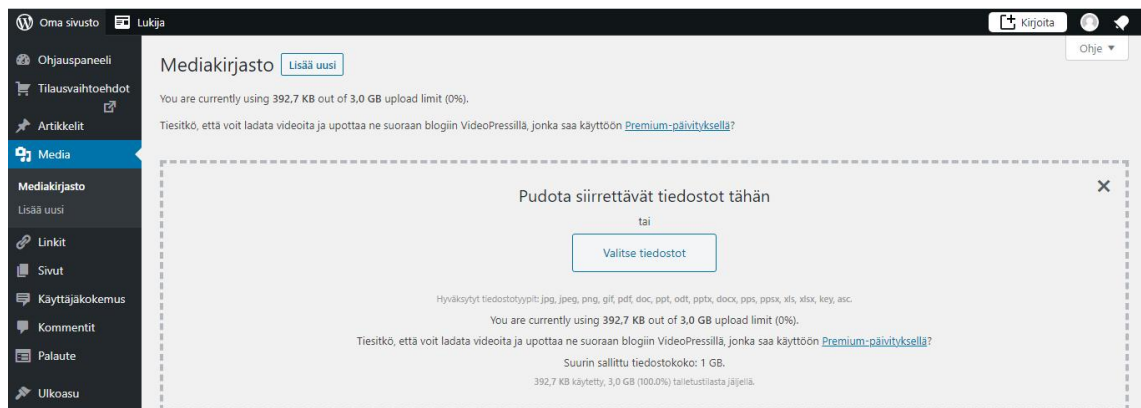 Oma sivusto Lukija Kirjoita
Ohje ▼
Ohjauspaneeli
Tilausvaihtoehdot
Artikkelit
Media
Mediakirjasto
Lisää uusi
Linkit
Sivut
Käyttäjäkokemus
Kommentit
Palaute
Ulkoasu
Mediakirjasto Lisää uusi
You are currently using 392,7 KB out of 3,0 GB upload limit (0%).
Tiesitkö, että voit ladata videoita ja upottaa ne suoraan blogiin VideoPressillä, jonka saa käyttöön Premium-päivityksellä?
Pudota siirrettävät tiedostot tähän
tai
Valitse tiedostot
Hyväksytyt tiedostotyypit: jpg, jpeg, png, gif, pdf, doc, ppt, odt, pptx, docx, pps, ppsx, xls, xlsx, key, asc.
You are currently using 392,7 KB out of 3,0 GB upload limit (0%).
Tiesitkö, että voit ladata videoita ja upottaa ne suoraan blogiin VideoPressillä, jonka saa käyttöön Premium-päivityksellä?
Suurin sallittu tiedostokoko: 1 GB.
392,7 KB käytetty, 3,0 GB (100.0%) talletustilasta jäljellä.